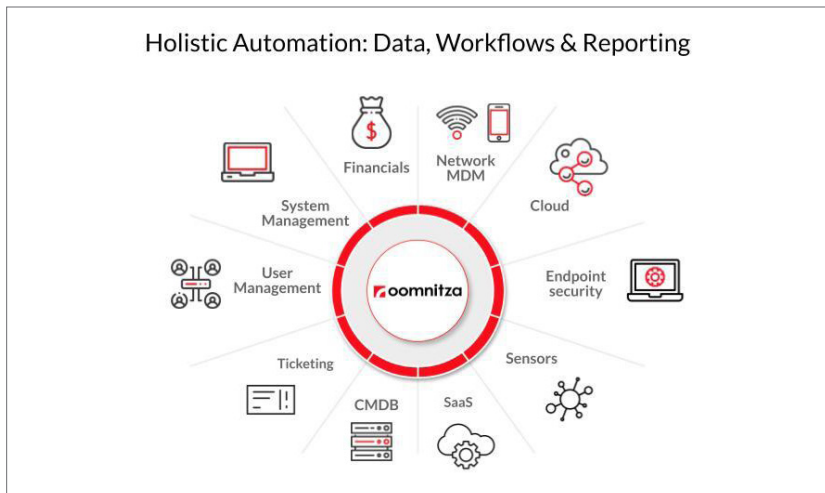 Holistic Automation: Data, Workflows & Reporting
$
Financials
Network
MDM
System
Management
Cloud
User
Management
oomnitza
Endpoint
security
Ticketing
Sensors
CMDB
SaaS